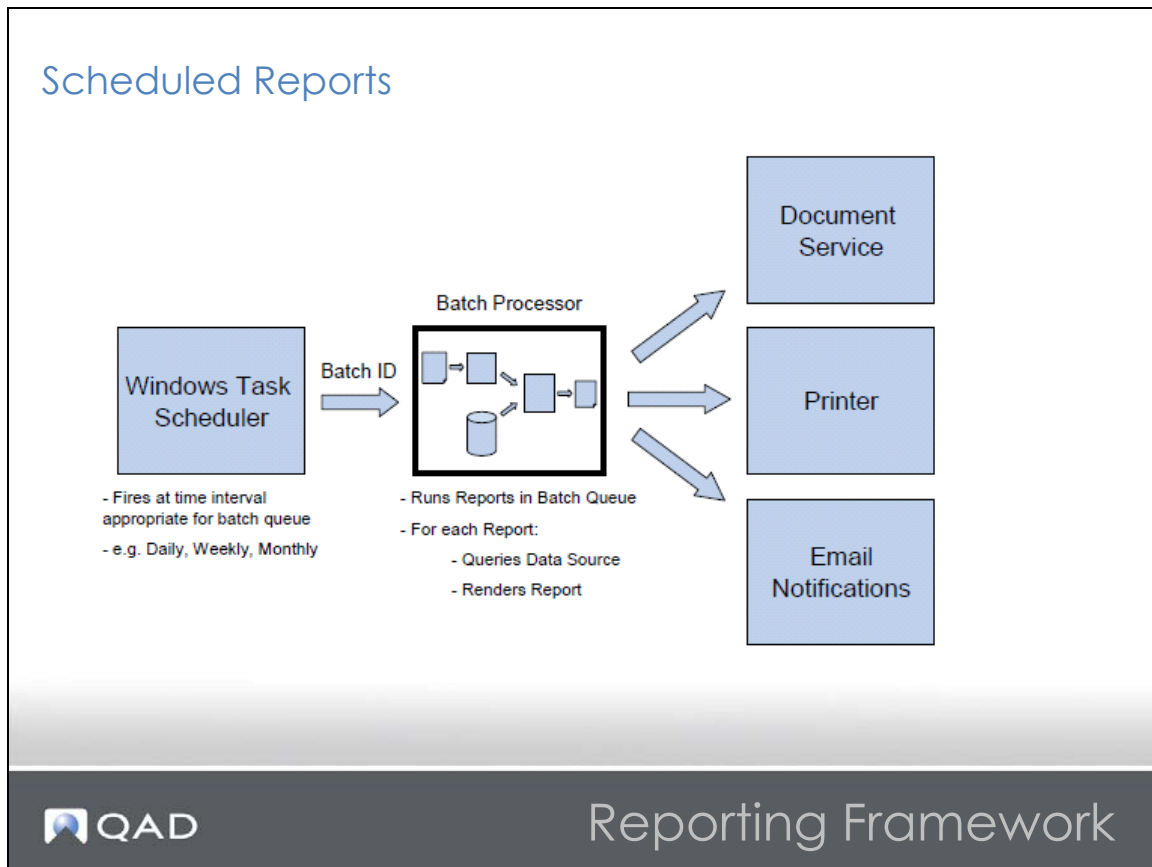 Scheduled Reports
Windows Task
Scheduler
- Fires at time interval
appropriate for batch queue
- e.g. Daily, Weekly, Monthly
Batch ID
Batch Processor
- Runs Reports in Batch Queue
- For each Report:
- Queries Data Source
- Renders Report
Document
Service
Printer
Email
Notifications
QAD
Reporting Framework